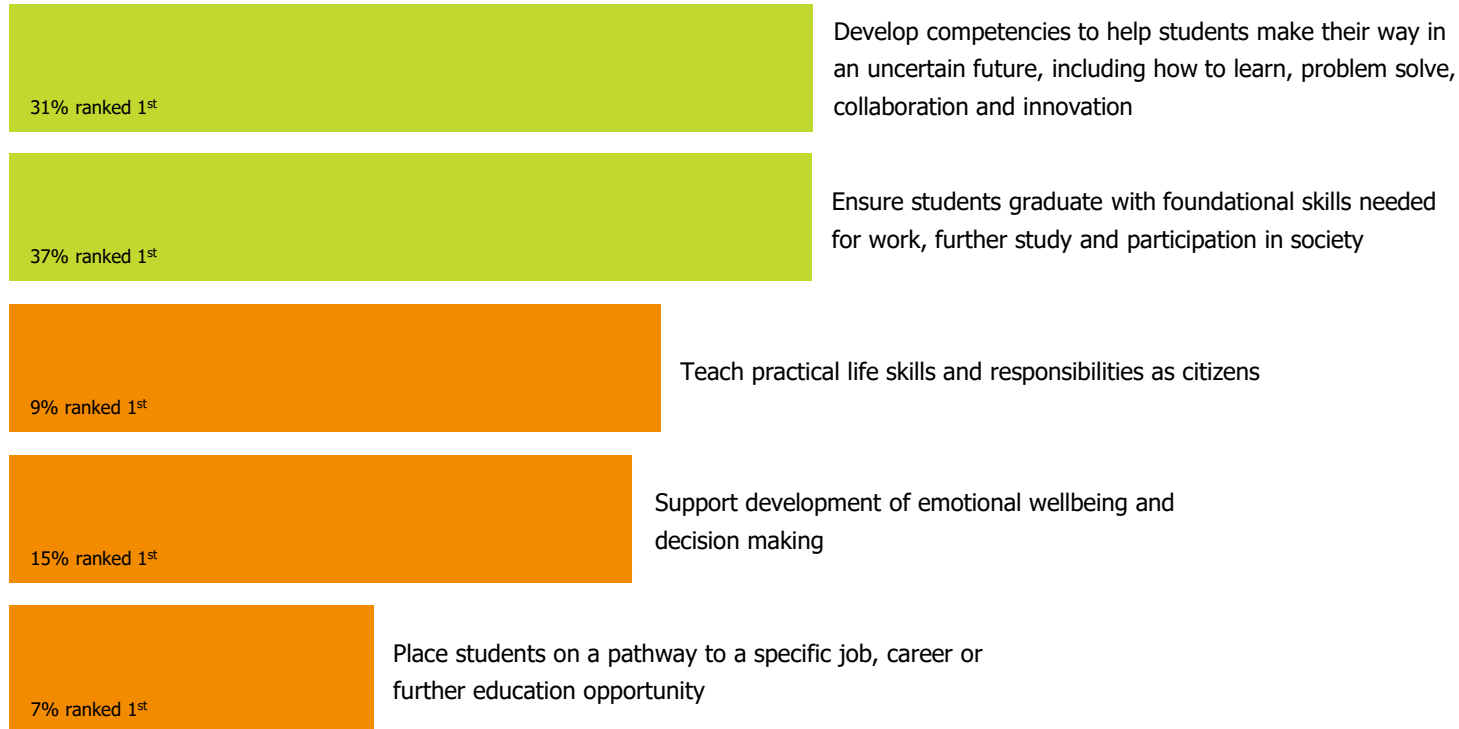 Develop competencies to help students make their way in
an uncertain future, including how to learn, problem solve,
collaboration and innovation
31% ranked 1st
Ensure students graduate with foundational skills needed
for work, further study and participation in society
37% ranked 1st
Teach practical life skills and responsibilities as citizens
9% ranked 1st
Support development of emotional wellbeing and
decision making
15% ranked 1st
Place students on a pathway to a specific job, career or
further education opportunity
7% ranked 1st